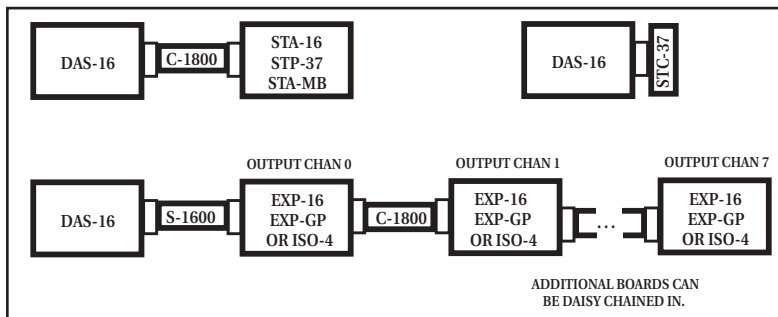 DAS-16
C-1800
STA-16
STP-37
STA-MB
DAS-16
STC-37
OUTPUT CHAN 0
OUTPUT CHAN 1
OUTPUT CHAN 7
DAS-16
S-1600
EXP-16
EXP-GP
OR ISO-4
C-1800
EXP-16
EXP-GP
OR ISO-4
...
EXP-16
EXP-GP
OR ISO-4
ADDITIONAL BOARDS CAN
BE DAISY CHAINED IN.